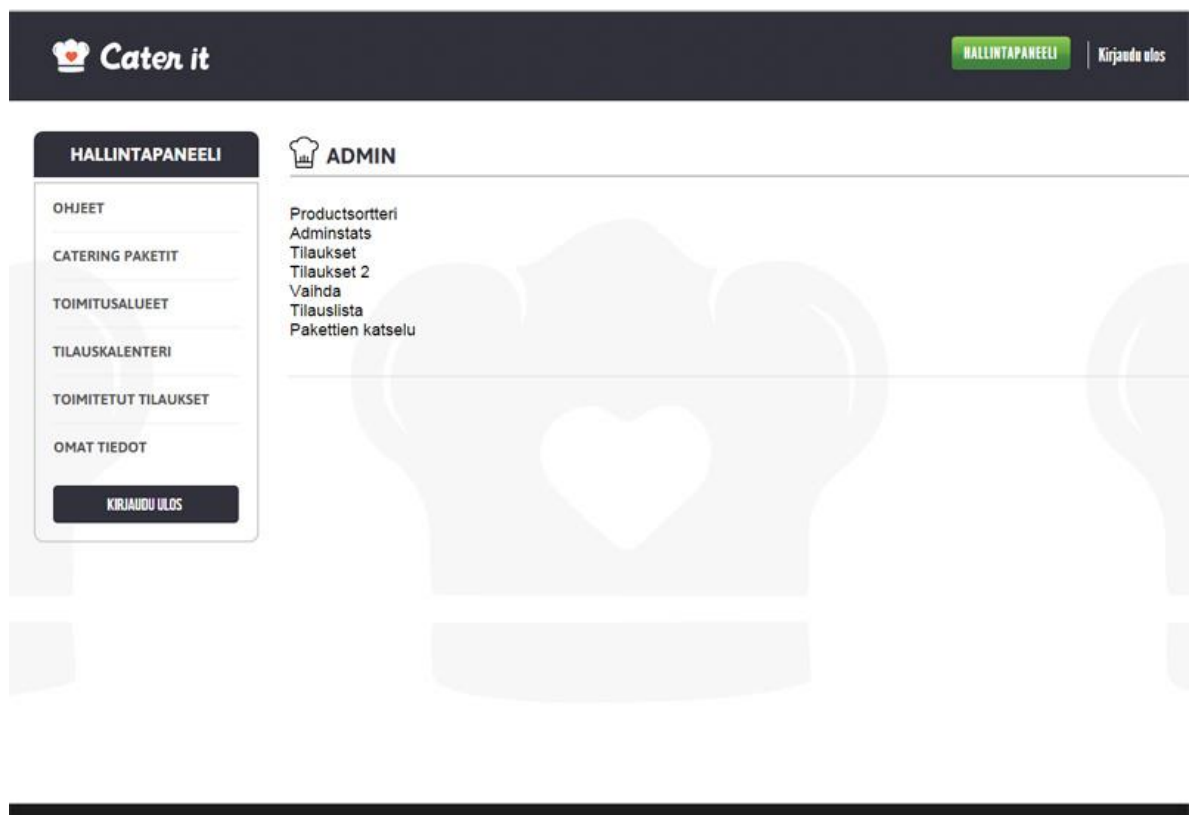 Cater it
HALLINTAPANEELI
Kirjaudu ulos
HALLINTAPANEELI
OHJEET
CATERING PAKETIT
TOIMITUSALUEET
TILAUSKALENTERI
TOIMITETUT TILAUKSET
OMAT TIEDOT
KIRJAUDU ULOS
ADMIN
Productsortteri
Adminstats
Tilaukset
Tilaukset 2
Vaihda
Tilauslista
Pakettien katselu